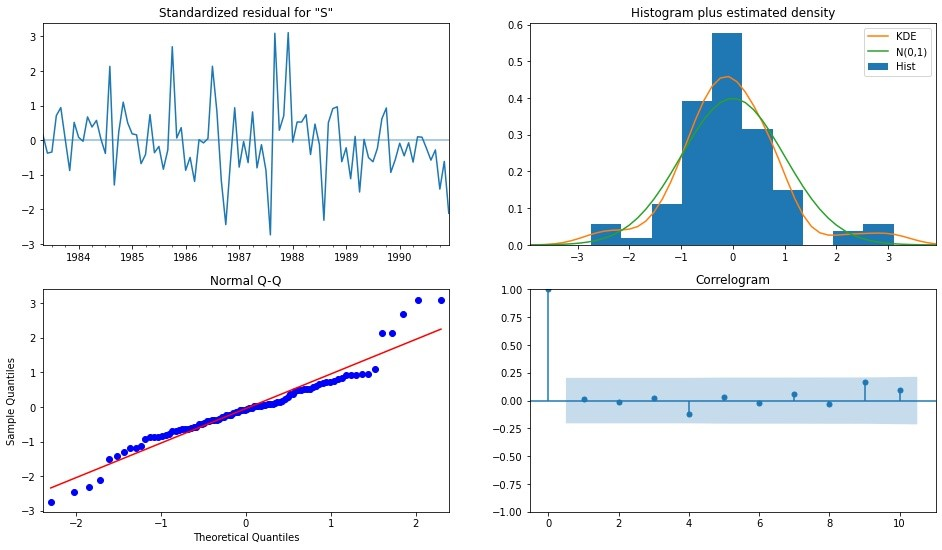 Standardized residual for "S"
3
2
1
0
−1
−2
−3
1984 1985 1986 1987 1988 1989 1990
Histogram plus estimated density
0.6
0.5
0.4
0.3
0.2
0.1
0.0
−3 −2 −1 0 1 2 3
KDE
N(0,1)
Hist
Normal Q-Q
Sample Quantiles
3
2
1
0
−1
−2
−3
−2 −1 0 1 2
Theoretical Quantiles
Correlogram
1.00
0.75
0.50
0.25
0.00
−0.25
−0.50
−0.75
−1.00
0 2 4 6 8 10